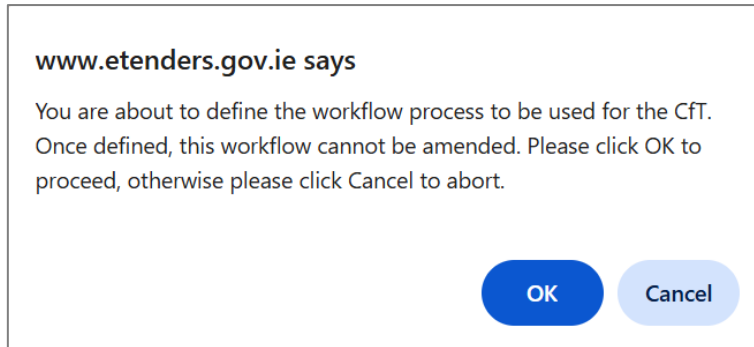 www.etenders.gov.ie says
You are about to define the workflow process to be used for the CfT.
Once defined, this workflow cannot be amended. Please click OK to
proceed, otherwise please click Cancel to abort.
OK
Cancel